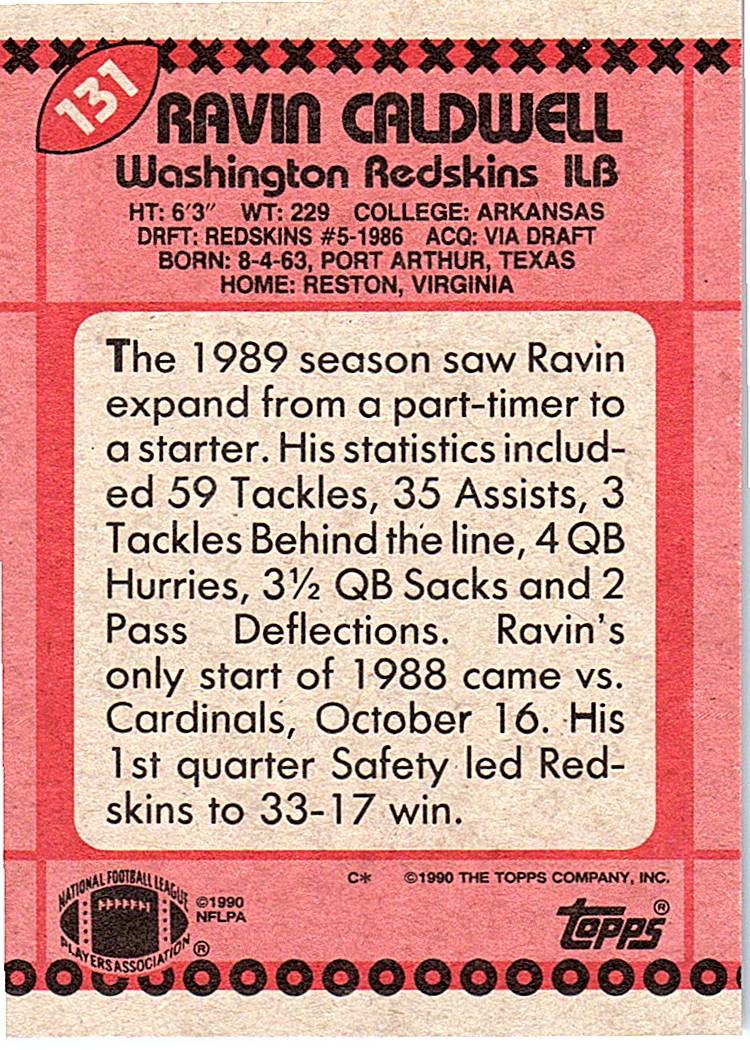 131
RAVIN CALDWELL
Washington Redskins ILB
HT: 6'3" WT: 229 COLLEGE: ARKANSAS
DRFT: REDSKINS #5-1986 ACQ: VIA DRAFT
BORN: 8-4-63, PORT ARTHUR, TEXAS
HOME: RESTON, VIRGINIA
The 1989 season saw Ravin
expand from a part-timer to
a starter. His statistics includ-
ed 59 Tackles, 35 Assists, 3
Tackles Behind the line, 4 QB
Hurries, 3½ QB Sacks and 2
Pass Deflections. Ravin's
only start of 1988 came vs.
Cardinals, October 16. His
1st quarter Safety led Red-
skins to 33-17 win.
C* ©1990 THE TOPPS COMPANY, INC.
NATIONAL FOOTBALL LEAGUE
PLAYERS ASSOCIATION ®
©1990
NFLPA
Topps®